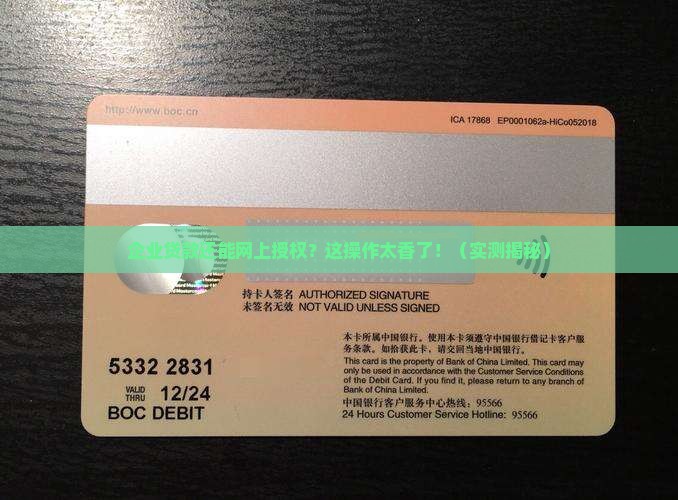 http://www.boc.cn
ICA 17868 EP0001062a-HiCo052018
企业能网上授权？这操作太香了！（实测揭秘）
持卡人签名 AUTHORIZED SIGNATURE
未签名无效 NOT VALID UNLESS SIGNED
本卡所属中国银行。使用本卡须遵守中国银行借记卡客户服
务条款。如拾获此卡，请交回当地中国银行。
This card is the property of Bank of China Limited. This card may
only be used in accordance with the Customer Service Conditions
of the Debit Card. If you find it, please return to any branch of
Bank of China Limited.
中国银行客户服务中心热线：95566
24 Hours Customer Service Hotline: 95566
5332 2831
VALID
THRU 12/24
BOC DEBIT